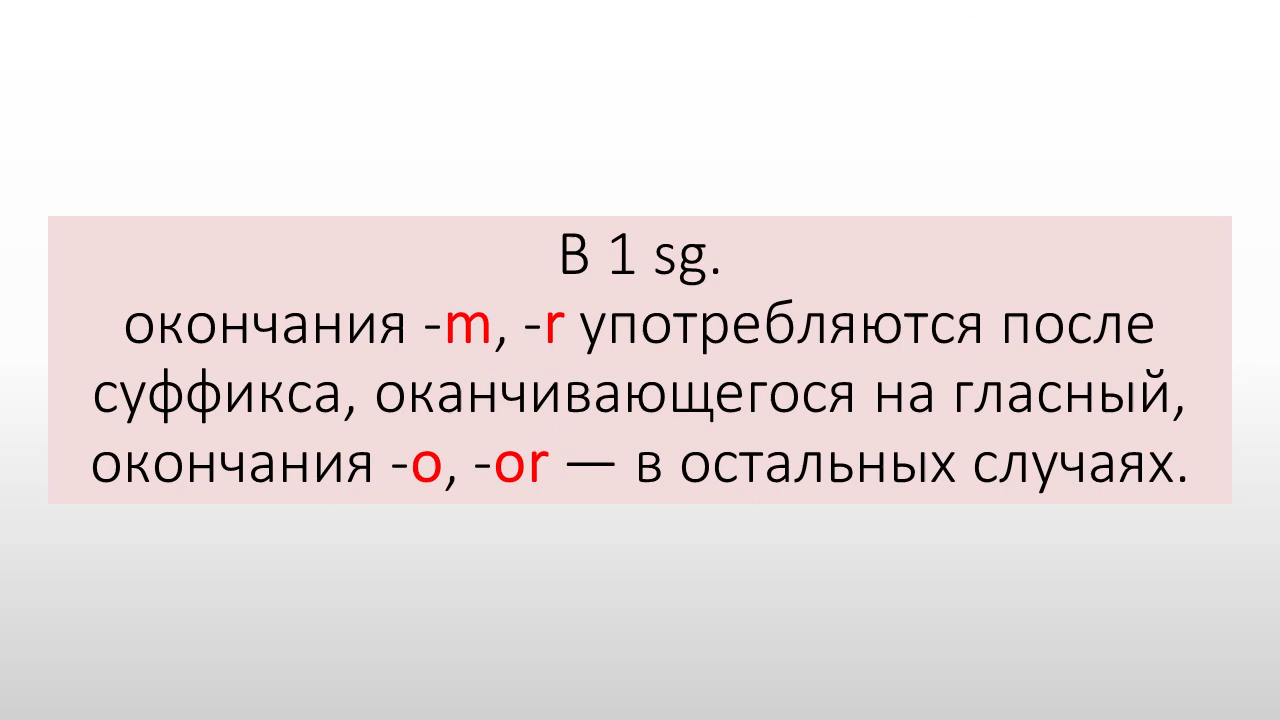 В 1 sg.
окончания -m, -r употребляются после
суффикса, оканчивающегося на гласный,
окончания -o, -or — в остальных случаях.